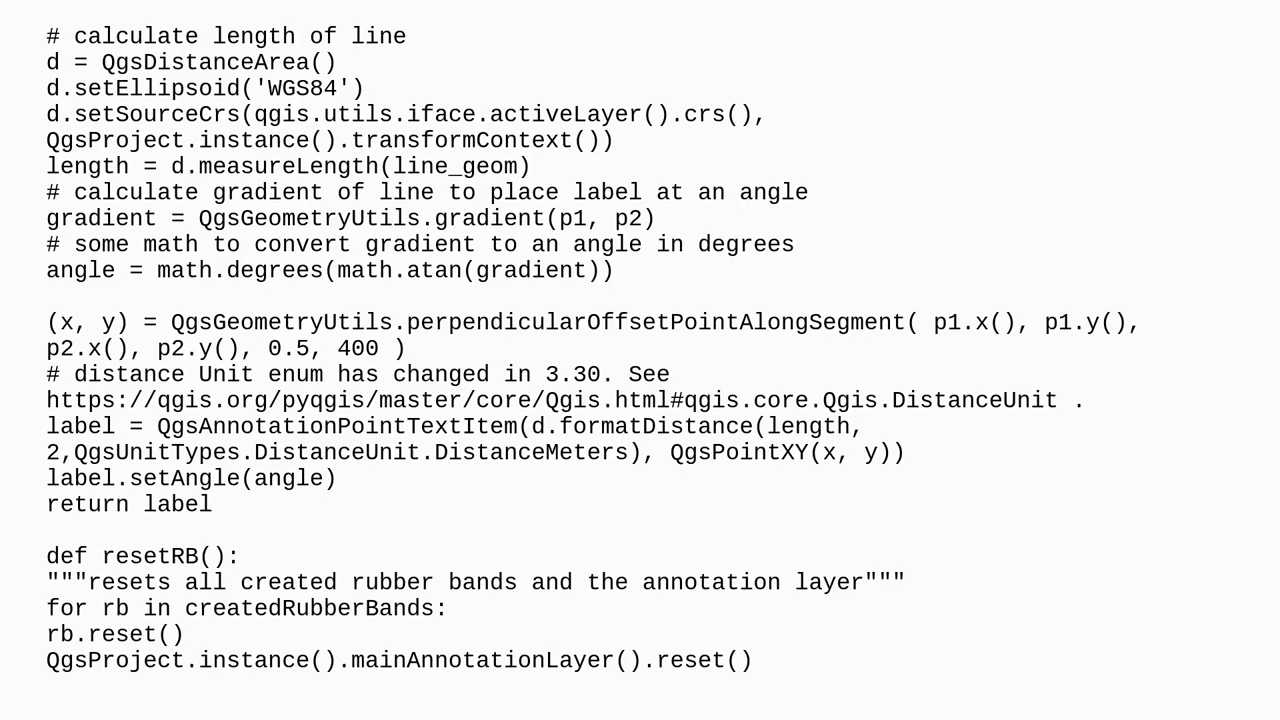 # calculate length of line
d = QgsDistanceArea()
d.setEllipsoid('WGS84')
d.setSourceCrs(qgis.utils.iface.activeLayer().crs(),
QgsProject.instance().transformContext())
length = d.measureLength(line_geom)
# calculate gradient of line to place label at an angle
gradient = QgsGeometryUtils.gradient(p1, p2)
# some math to convert gradient to an angle in degrees
angle = math.degrees(math.atan(gradient))

(x, y) = QgsGeometryUtils.perpendicularOffsetPointAlongSegment( p1.x(), p1.y(),
p2.x(), p2.y(), 0.5, 400 )
# distance Unit enum has changed in 3.30. See
https://qgis.org/pyqgis/master/core/Qgis.html#qgis.core.Qgis.DistanceUnit .
label = QgsAnnotationPointTextItem(d.formatDistance(length,
2,QgsUnitTypes.DistanceUnit.DistanceMeters), QgsPointXY(x, y))
label.setAngle(angle)
return label

def resetRB():
"""resets all created rubber bands and the annotation layer"""
for rb in createdRubberBands:
rb.reset()
QgsProject.instance().mainAnnotationLayer().reset()